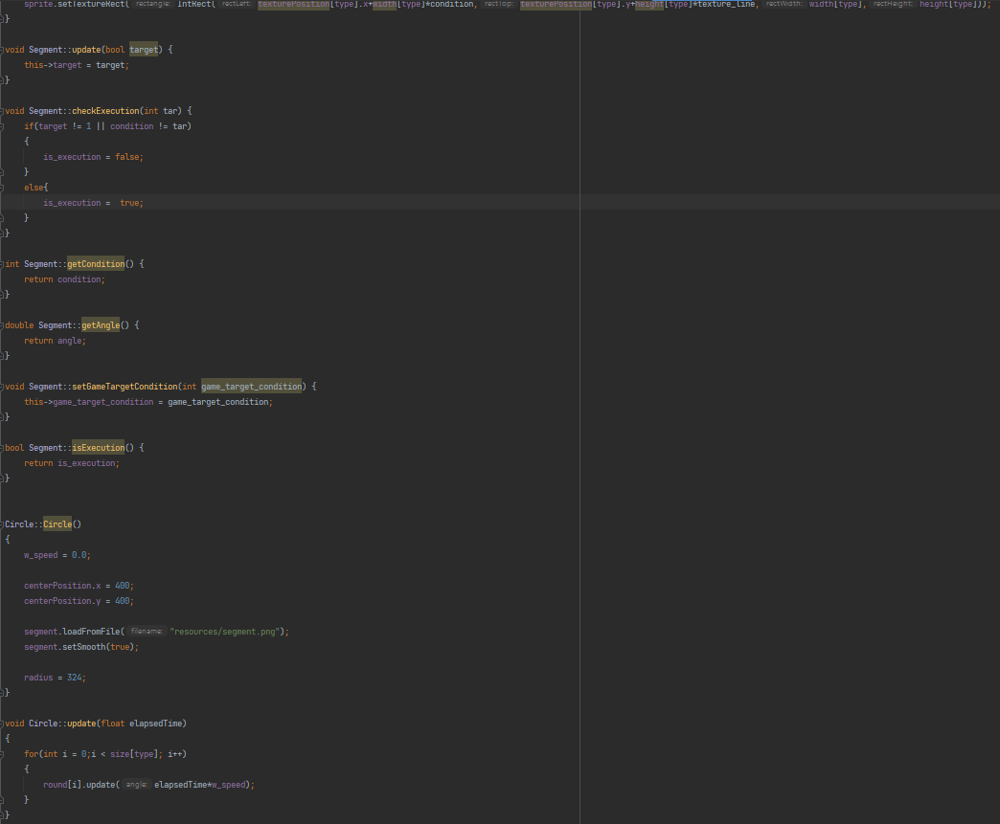 sprite.setTextureRect( rectangle: IntRect( rectLeft: texturePosition[type].x+width[type]*condition, rectTop: texturePosition[type].y+height[type]*texture_line, rectWidth: width[type], rectHeight: height[type]));
}
void Segment::update(bool target) {
this->target = target;
}
void Segment::checkExecution(int tar) {
if(target != 1 || condition != tar)
{
is_execution = false;
}
else{
is_execution =  true;
}
}
int Segment::getCondition() {
return condition;
}
double Segment::getAngle() {
return angle;
}
void Segment::setGameTargetCondition(int game_target_condition) {
this->game_target_condition = game_target_condition;
}
bool Segment::isExecution() {
return is_execution;
}
Circle::Circle()
{
w_speed = 0.0;
centerPosition.x = 400;
centerPosition.y = 400;
segment.loadFromFile( filename: "resources/segment.png");
segment.setSmooth(true);
radius = 324;
}
void Circle::update(float elapsedTime)
{
for(int i = 0;i < size[type]; i++)
{
round[i].update( angle: elapsedTime*w_speed);
}
}